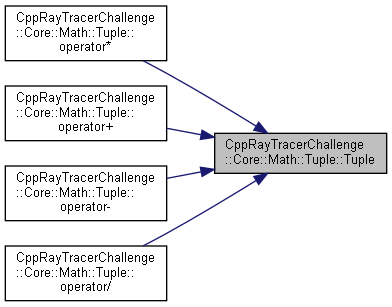 CppRayTracerChallenge
::Core::Math::Tuple::
operator*
CppRayTracerChallenge
::Core::Math::Tuple::
operator+
CppRayTracerChallenge
::Core::Math::Tuple::Tuple
CppRayTracerChallenge
::Core::Math::Tuple::
operator-
CppRayTracerChallenge
::Core::Math::Tuple::
operator/